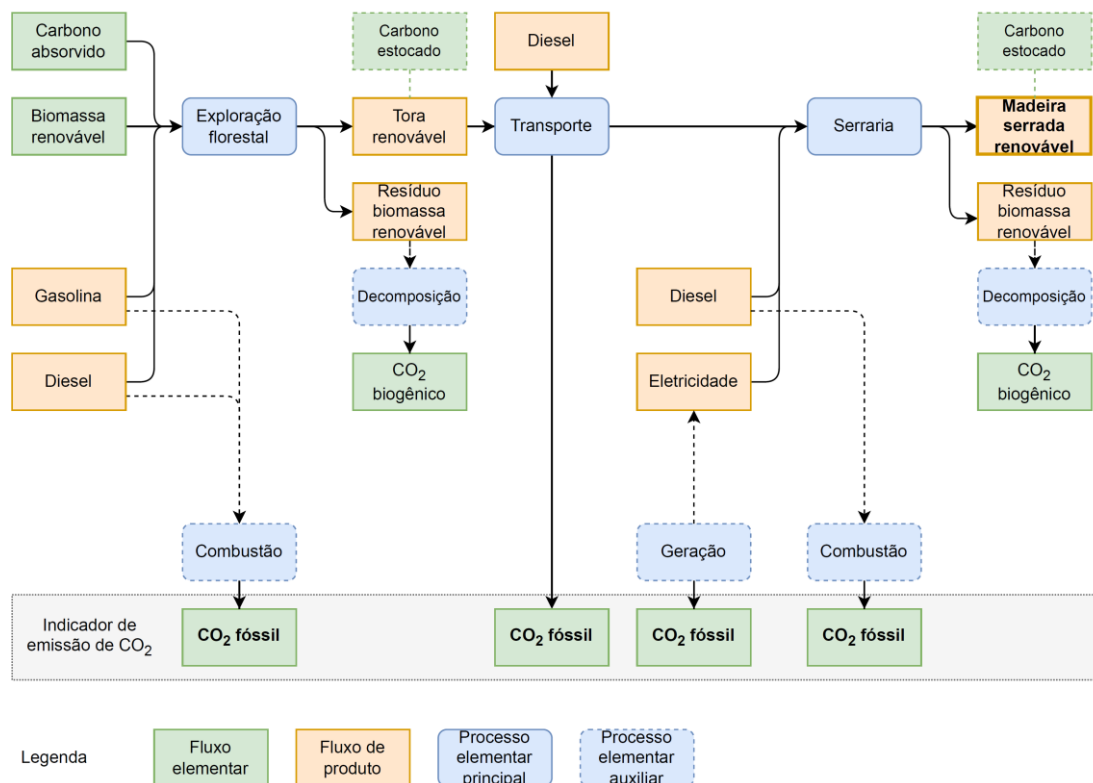 Carbono
absorvido
Carbono
estocado
Diesel
Carbono
estocado
Biomassa
renovável
Exploração
florestal
Tora
renovável
Transporte
Serraria
Madeira
serrada
renovável
Resíduo
biomassa
renovável
Resíduo
biomassa
renovável
Gasolina
Decomposição
Diesel
Decomposição
Diesel
CO2
biogênico
Eletricidade
CO2
biogênico
Combustão
Geração
Combustão
Indicador de
emissão de CO2
CO2 fóssil
CO2 fóssil
CO2 fóssil
CO2 fóssil
Legenda
Fluxo
elementar
Fluxo de
produto
Processo
elementar
principal
Processo
elementar
auxiliar